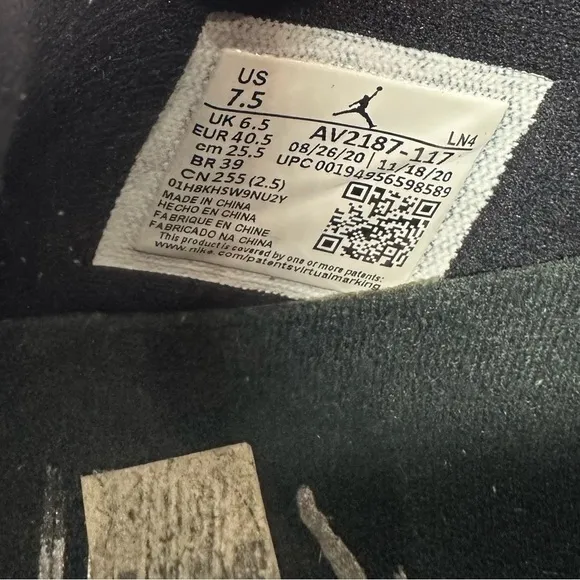 US
7.5
UK 6.5
EUR 40.5
cm 25.5
BR 39
CN 255 (2.5)
01H8KHSW9NU2Y
MADE IN CHINA
HECHO EN CHINA
FABRIQUE EN CHINE
FABRICADO NA CHINA
This product is covered by one or more patents:
www.nike.com/patentsvirtualmarking
LN4
AV2187-117
08/26/20 | 11/18/20
UPC 00194956598589